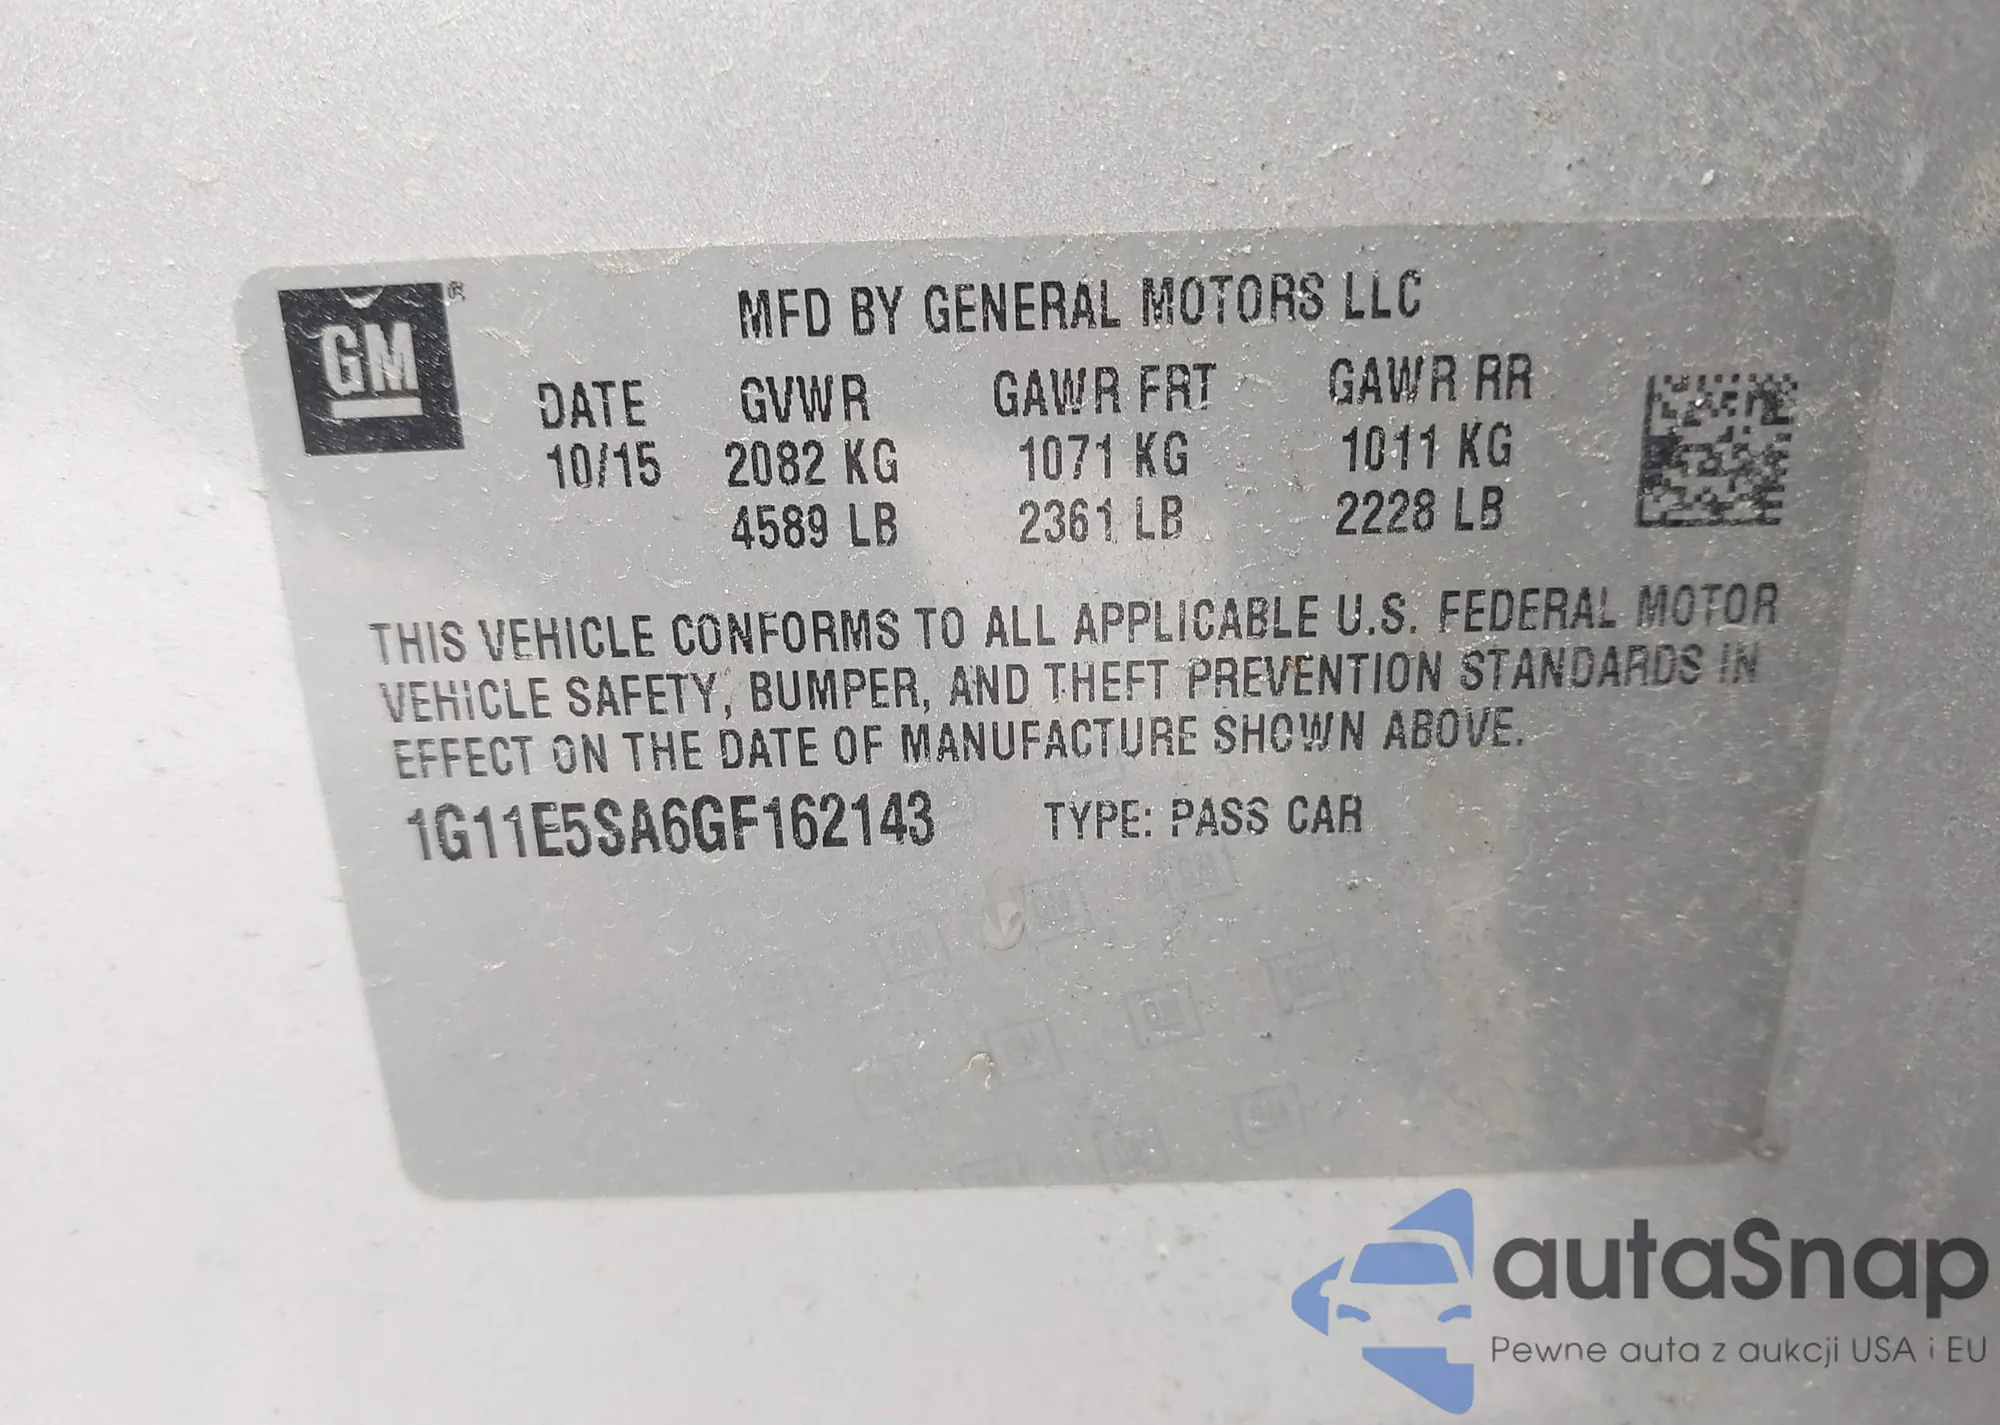 GM ®
MFD BY GENERAL MOTORS LLC
DATE GVWR GAWR FRT GAWR RR
10/15 2082 KG 1071 KG 1011 KG
4589 LB 2361 LB 2228 LB
THIS VEHICLE CONFORMS TO ALL APPLICABLE U.S. FEDERAL MOTOR
VEHICLE SAFETY, BUMPER, AND THEFT PREVENTION STANDARDS IN
EFFECT ON THE DATE OF MANUFACTURE SHOWN ABOVE.
1G11E5SA6GF162143 TYPE: PASS CAR
autaSnap
Pewne auta z aukcji USA i EU